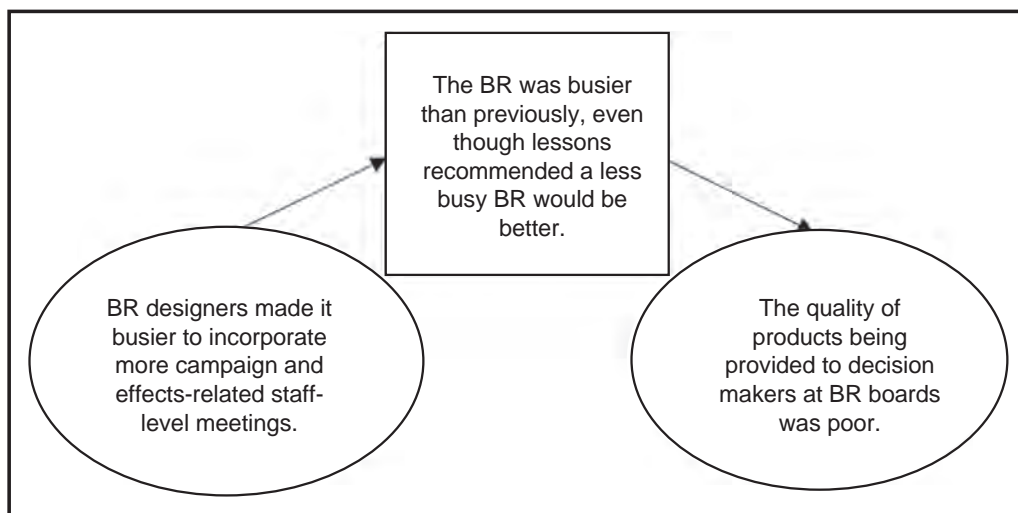 The BR was busier
than previously, even
though lessons
recommended a less
busy BR would be
better.
BR designers made it
busier to incorporate
more campaign and
effects-related staff-
level meetings.
The quality of
products being
provided to decision
makers at BR boards
was poor.